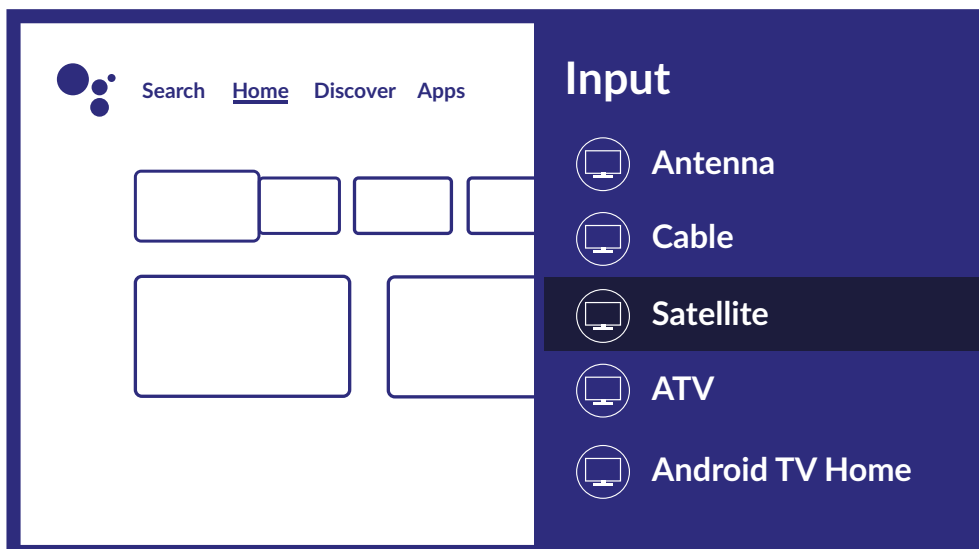 Search Home Discover Apps
Input
Antenna
Cable
Satellite
ATV
Android TV Home